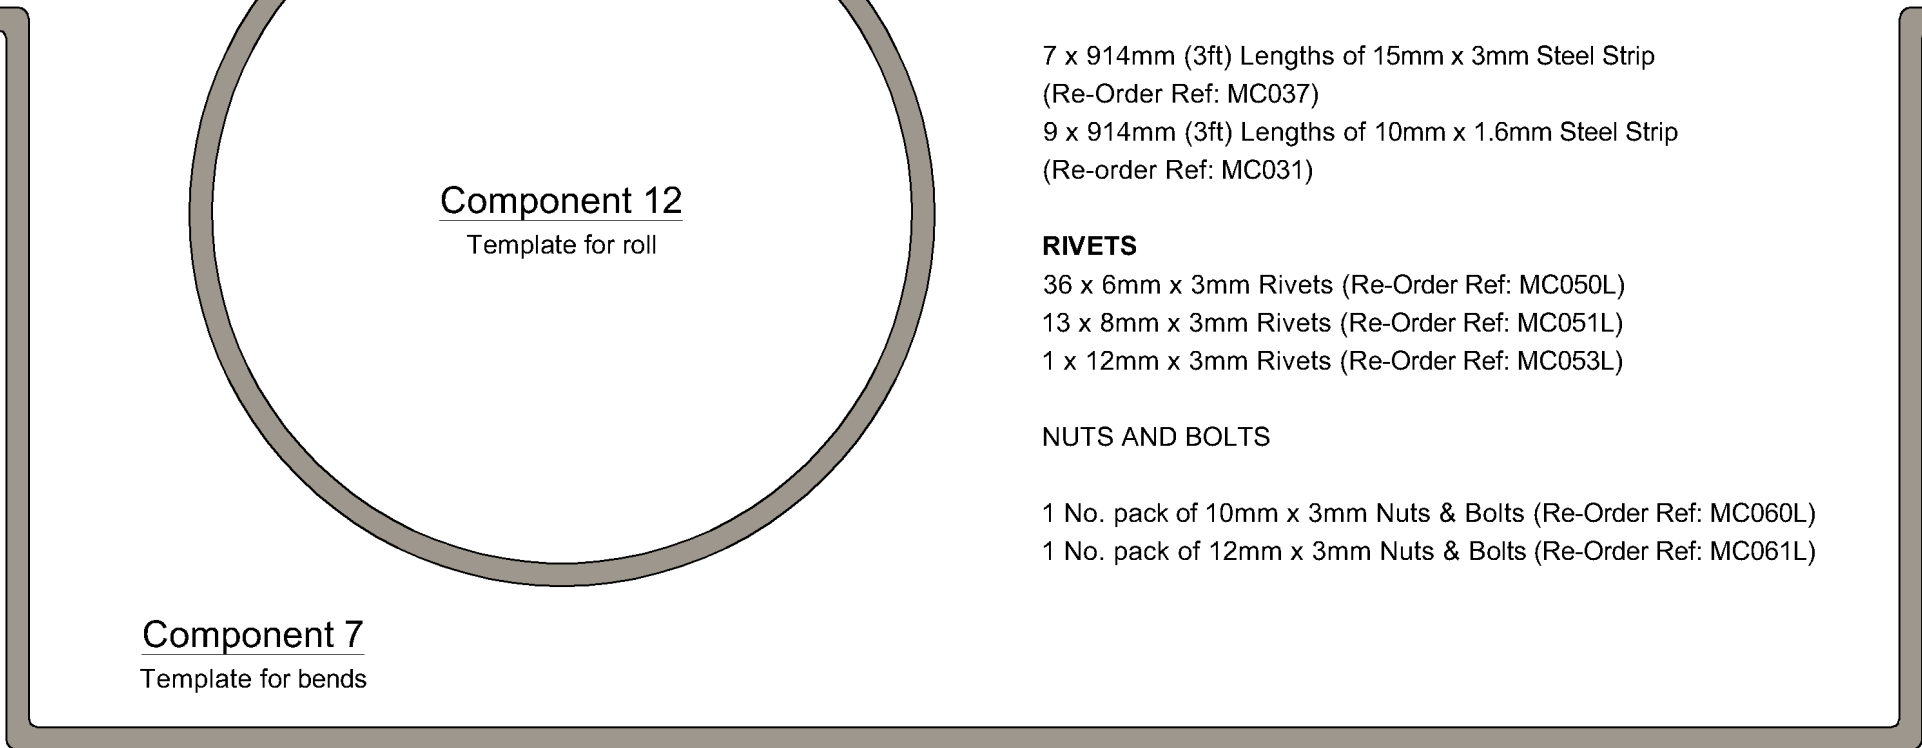 7 x 914mm (3ft) Lengths of 15mm x 3mm Steel Strip
(Re-Order Ref: MC037)
9 x 914mm (3ft) Lengths of 10mm x 1.6mm Steel Strip
(Re-order Ref: MC031)
Component 12
Template for roll
RIVETS
36 x 6mm x 3mm Rivets (Re-Order Ref: MC050L)
13 x 8mm x 3mm Rivets (Re-Order Ref: MC051L)
1 x 12mm x 3mm Rivets (Re-Order Ref: MC053L)
NUTS AND BOLTS
1 No. pack of 10mm x 3mm Nuts & Bolts (Re-Order Ref: MC060L)
1 No. pack of 12mm x 3mm Nuts & Bolts (Re-Order Ref: MC061L)
Component 7
Template for bends